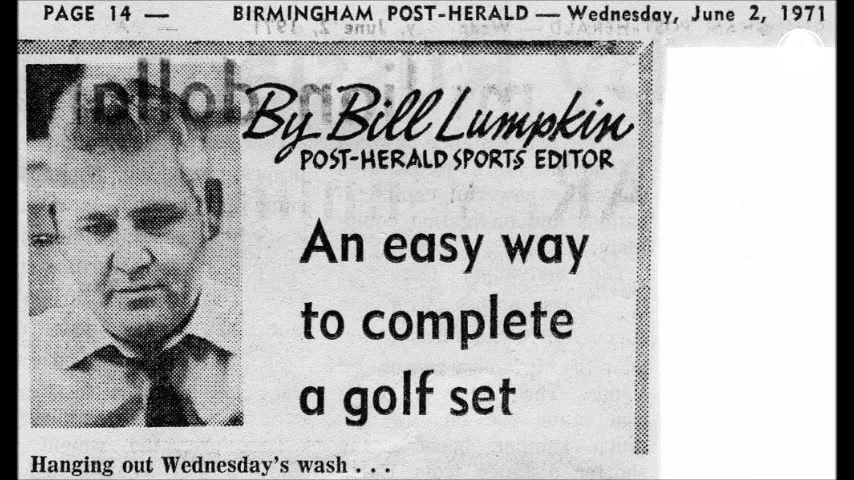 PAGE 14 — BIRMINGHAM POST-HERALD — Wednesday, June 2, 1971
By Bill Lumpkin
POST-HERALD SPORTS EDITOR
An easy way
to complete
a golf set
Hanging out Wednesday's wash . . .